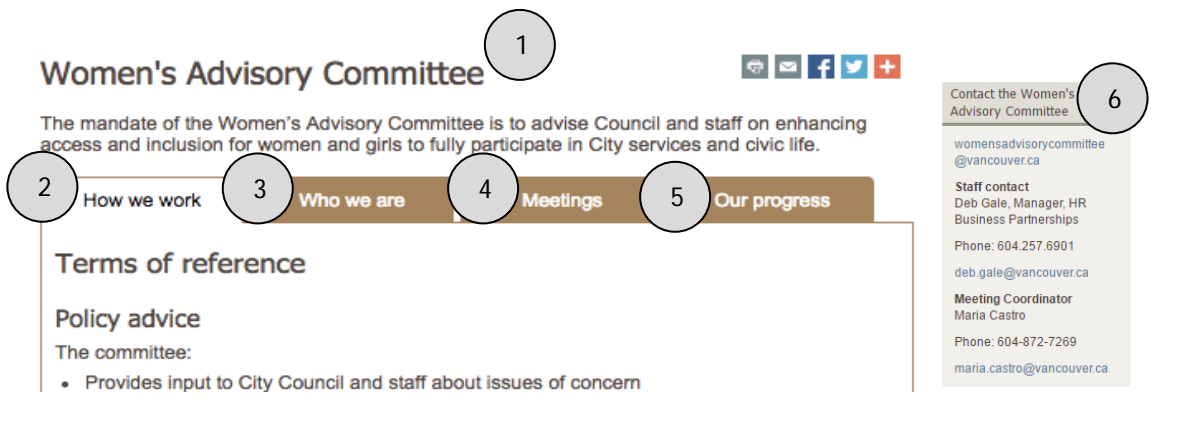 1
Women's Advisory Committee
The mandate of the Women's Advisory Committee is to advise Council and staff on enhancing
access and inclusion for women and girls to fully participate in City services and civic life.
2
How we work
3
Who we are
4
Meetings
5
Our progress
Terms of reference
Policy advice
The committee:
• Provides input to City Council and staff about issues of concern
6
Contact the Women's
Advisory Committee
womensadvisorycommittee
@vancouver.ca
Staff contact
Deb Gale, Manager, HR
Business Partnerships
Phone: 604.257.6901
deb.gale@vancouver.ca
Meeting Coordinator
Maria Castro
Phone: 604-872-7269
maria.castro@vancouver.ca